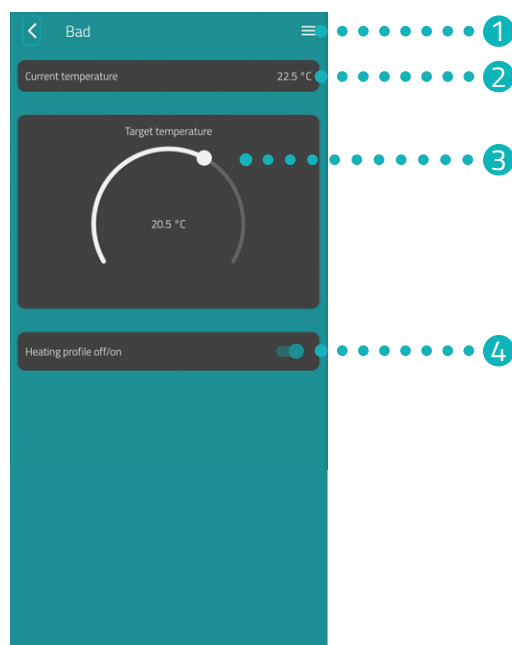 Bad
1
Current temperature 22.5 °C
2
Target temperature
3
20.5 °C
Heating profile off/on
4